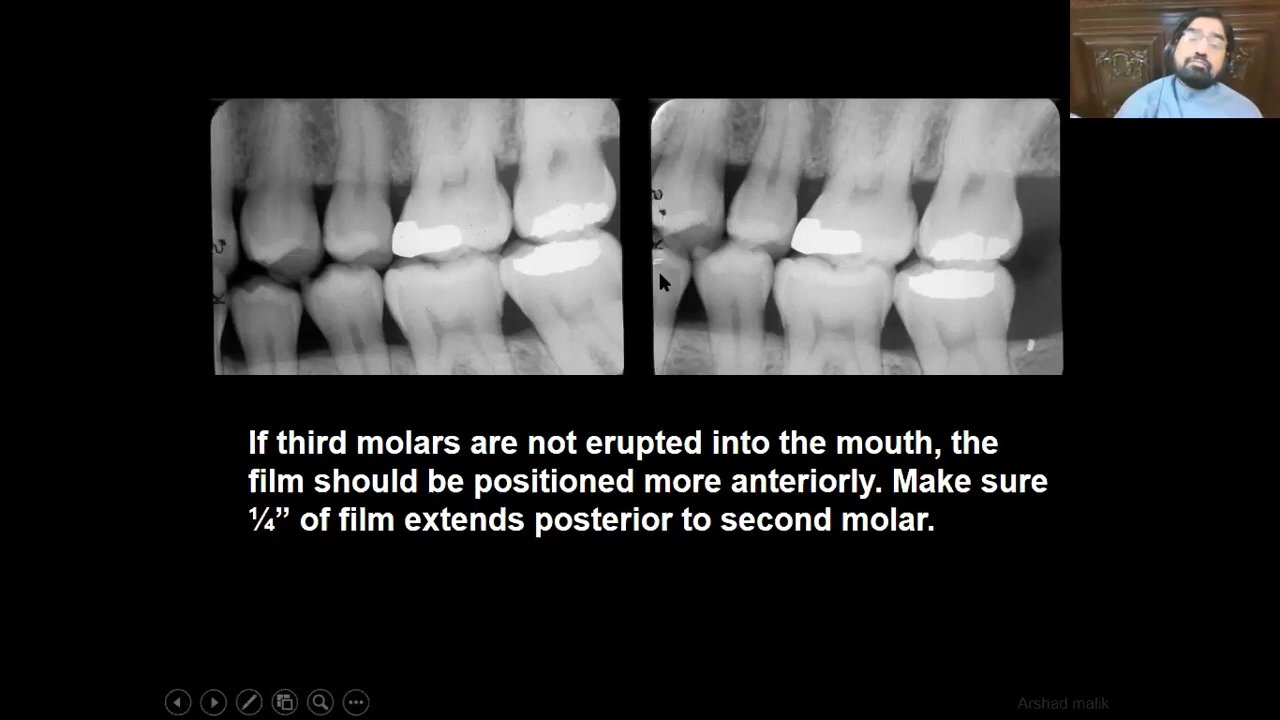 If third molars are not erupted into the mouth, the
film should be positioned more anteriorly. Make sure
¼” of film extends posterior to second molar.
Arshad malik